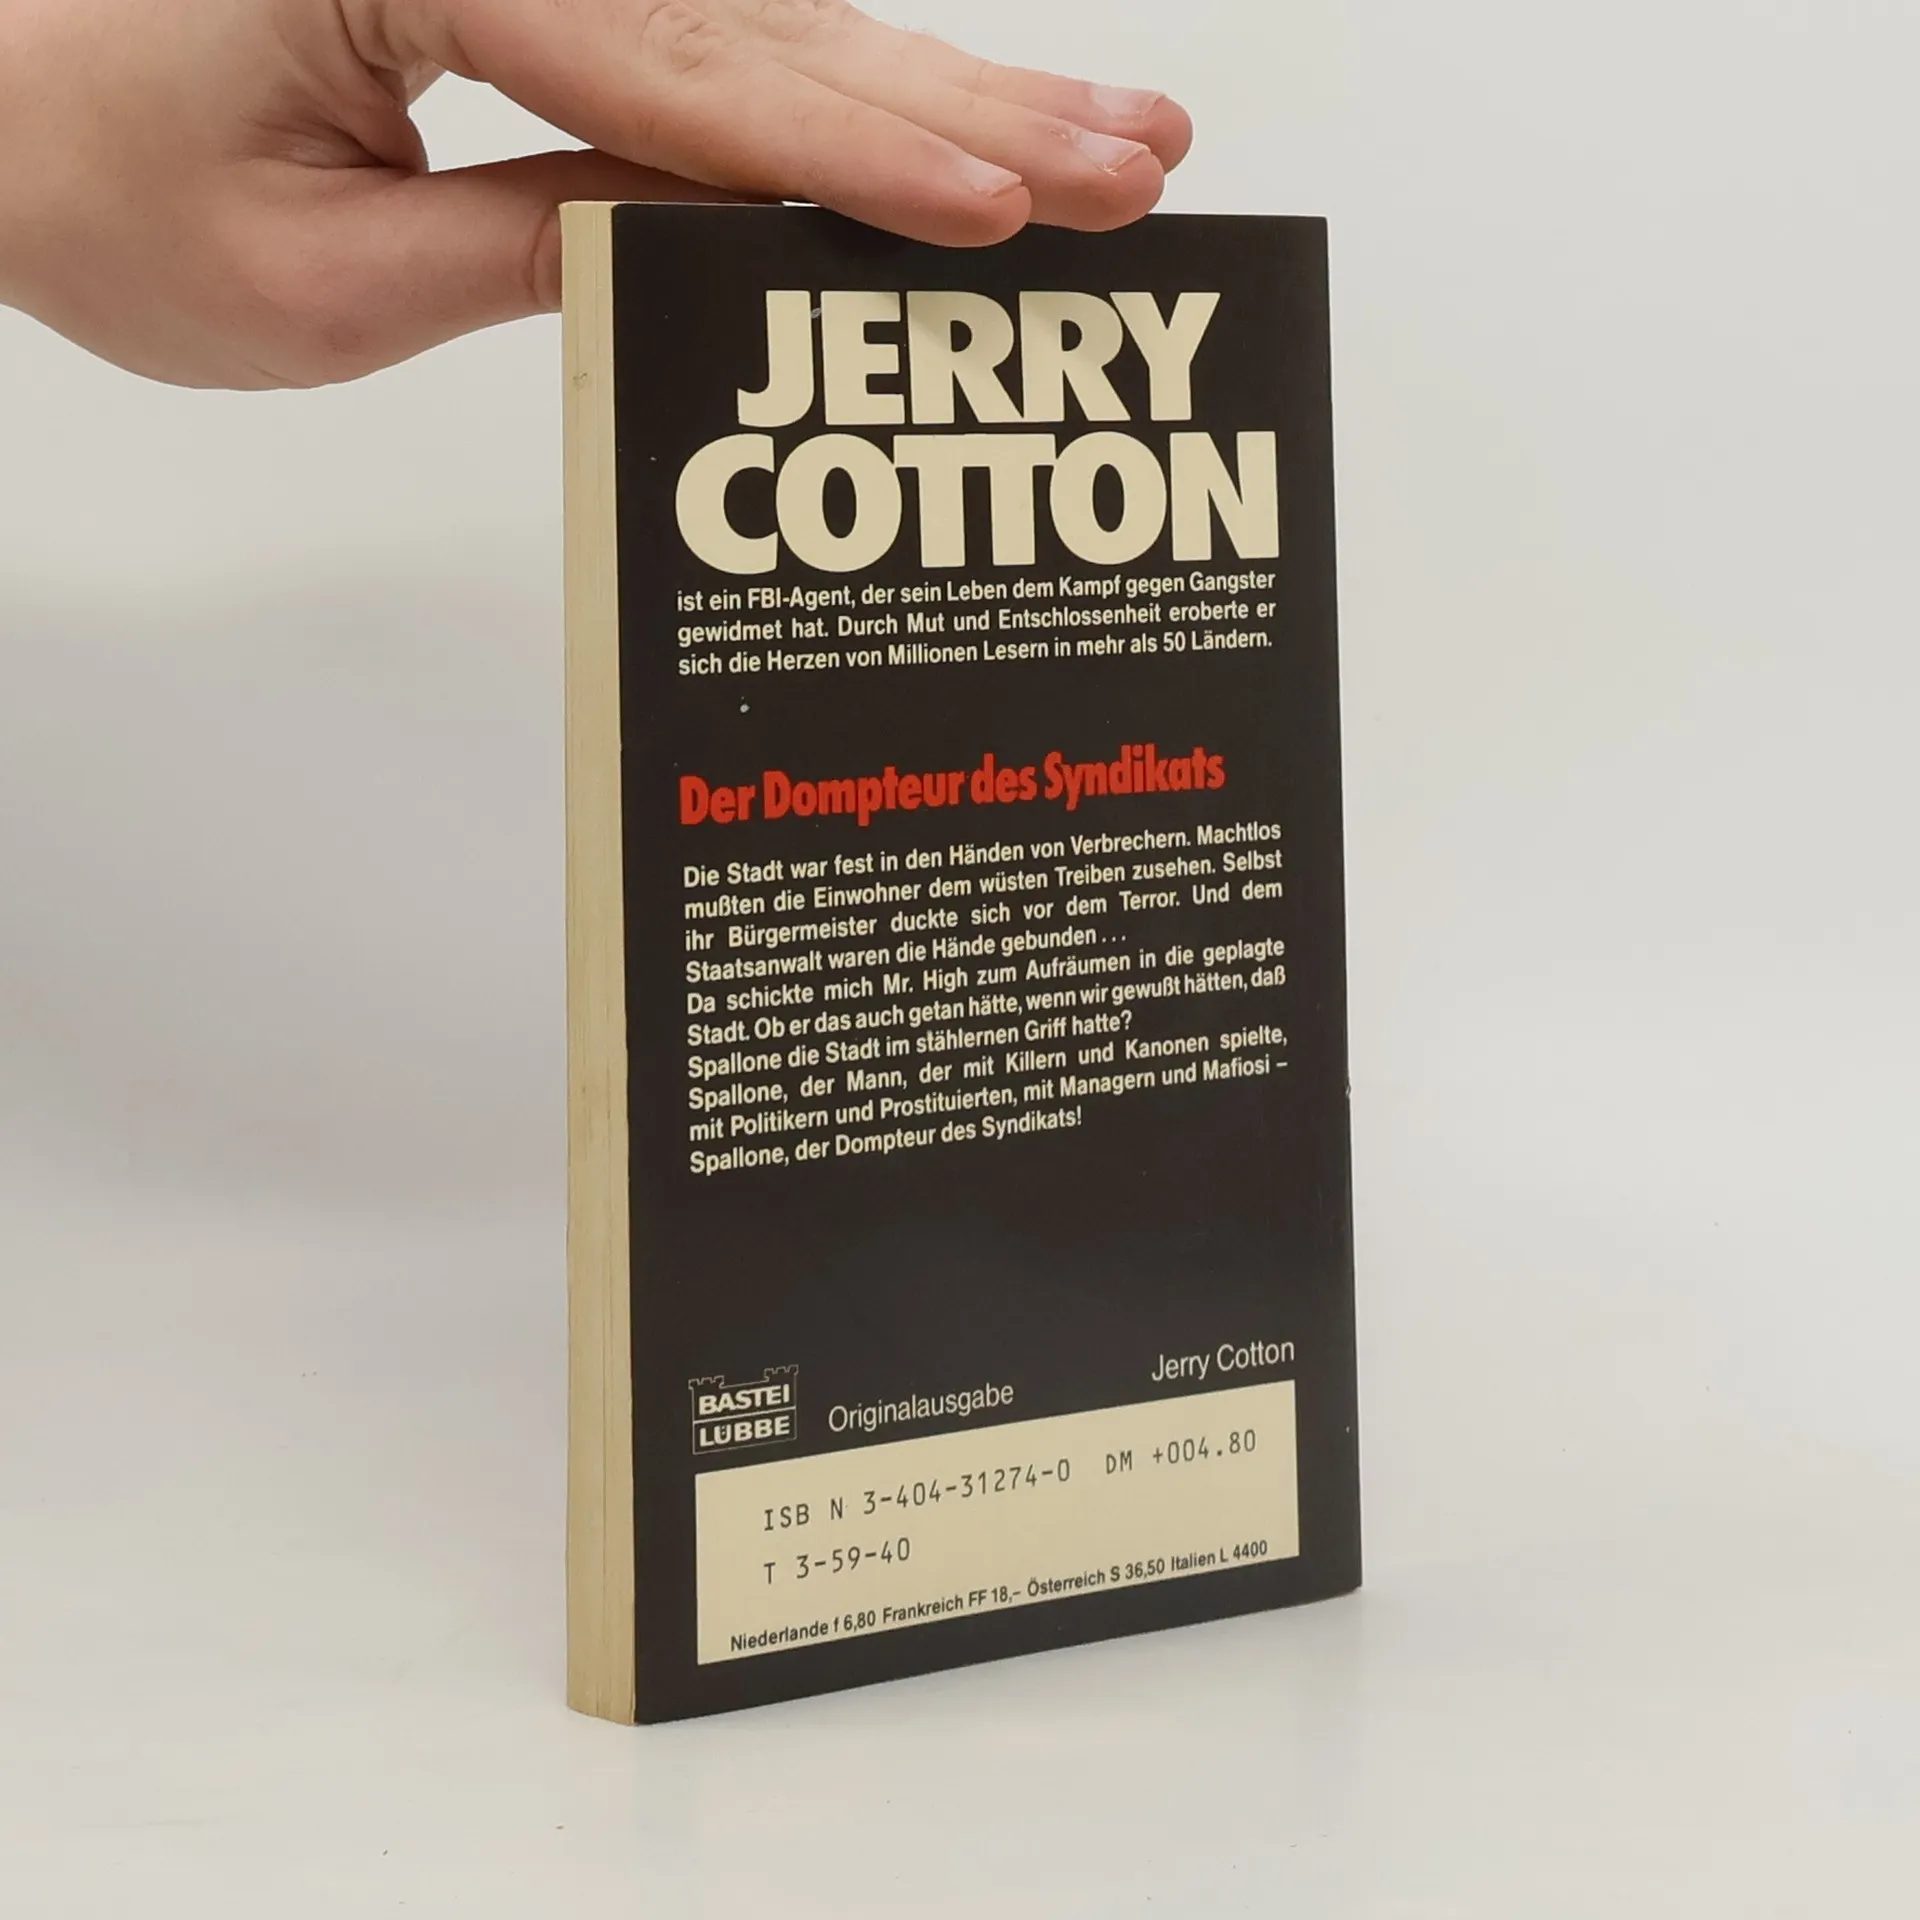 JERRY
COTTON
ist ein FBI-Agent, der sein Leben dem Kampf gegen Gangster
gewidmet hat. Durch Mut und Entschlossenheit eroberte er
sich die Herzen von Millionen Lesern in mehr als 50 Ländern.
Der Dompteur des Syndikats
Die Stadt war fest in den Händen von Verbrechern. Machtlos
mußten die Einwohner dem wüsten Treiben zusehen. Selbst
ihr Bürgermeister duckte sich vor dem Terror. Und dem
Staatsanwalt waren die Hände gebunden ...
Da schickte mich Mr. High zum Aufräumen in die geplagte
Stadt. Ob er das auch getan hätte, wenn wir gewußt hätten, daß
Spallone die Stadt im stählernen Griff hatte?
Spallone, der Mann, der mit Killern und Kanonen spielte,
mit Politikern und Prostituierten, mit Managern und Mafiosi –
Spallone, der Dompteur des Syndikats!
Jerry Cotton
BASTEI
LÜBBE
Originalausgabe
ISB N 3-404-31274-0 DM +004.80
T 3-59-40
Niederlande f 6,80 Frankreich FF 18,– Österreich S 36,50 Italien L 4400